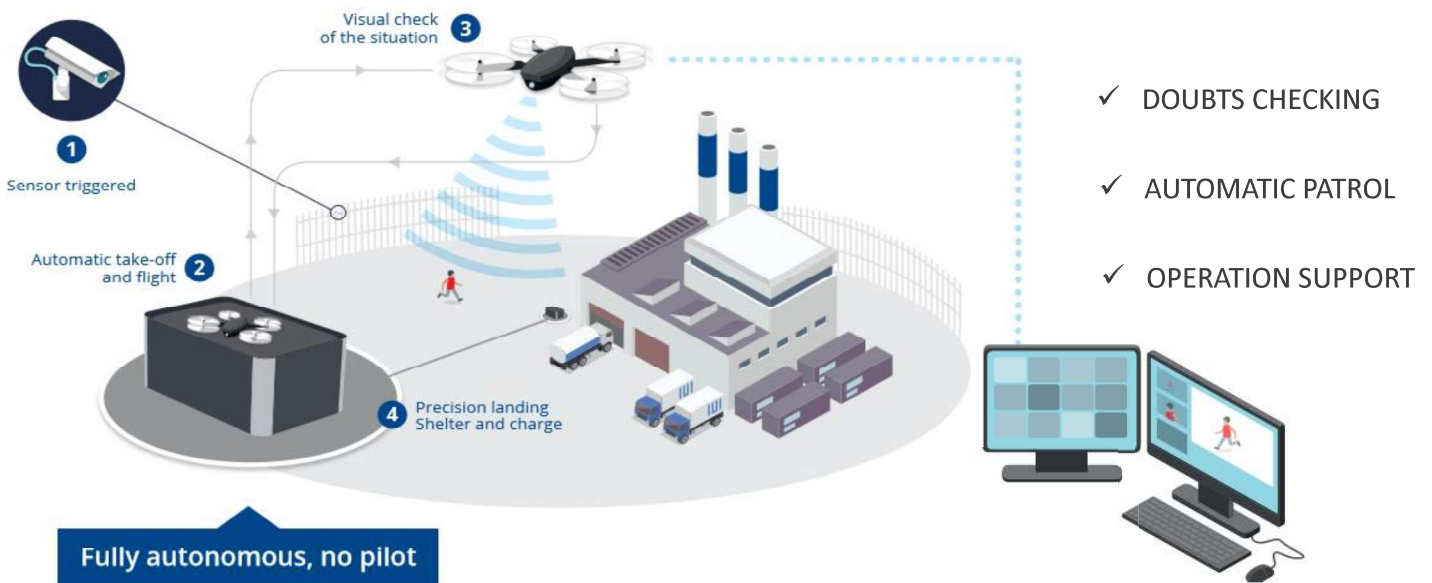 1
Sensor triggered
Automatic take-off
and flight
2
Visual check
of the situation
3
4
Precision landing
Shelter and charge
Fully autonomous, no pilot
✓ DOUBTS CHECKING
✓ AUTOMATIC PATROL
✓ OPERATION SUPPORT